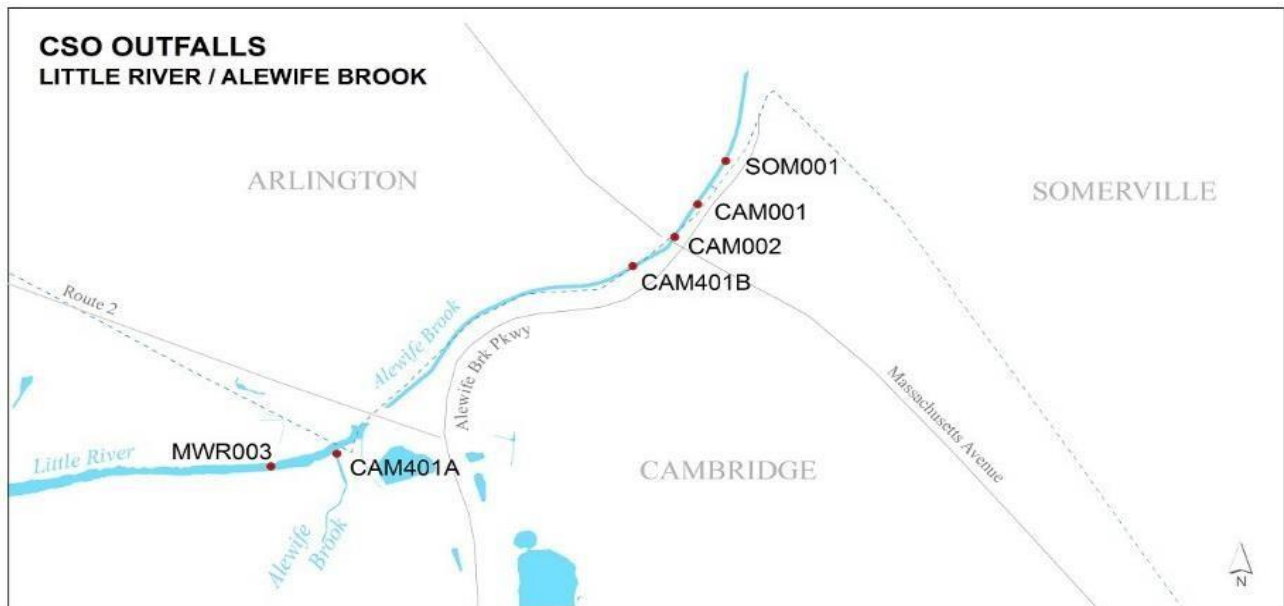 CSO OUTFALLS
LITTLE RIVER / ALEWIFE BROOK
ARLINGTON
SOMERVILLE
SOM001
CAM001
CAM002
CAM401B
Route 2
Alewife Brook
Alewife Brk Pkwy
Massachusetts Avenue
Little River
MWR003
CAM401A
CAMBRIDGE
Alewife
Brook
N